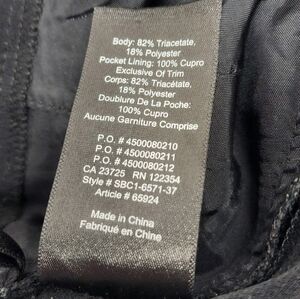 Body: 82% Triacetate,
18% Polyester
Pocket Lining: 100% Cupro
Exclusive Of Trim
Corps: 82% Triacétate,
18% Polyester
Doublure De La Poche:
100% Cupro
Aucune Garniture Comprise
P.O. # 4500080210
P.O. # 4500080211
P.O. # 4500080212
CA 23725 RN 122354
Style # SBC1-6571-37
Article # 65924
Made in China
Fabriqué en Chine